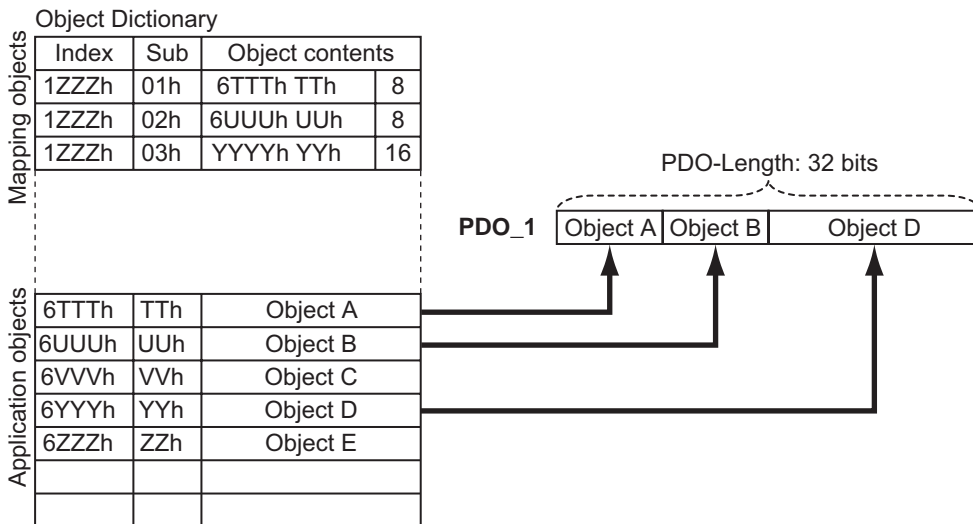 Object Dictionary
Mapping objects
Index Sub Object contents
1ZZZh 01h 6TTTh TTh 8
1ZZZh 02h 6UUUh UUh 8
1ZZZh 03h YYYYh YYh 16
PDO-Length: 32 bits
PDO_1 Object A Object B Object D
Application objects
6TTTh TTh Object A
6UUUh UUh Object B
6VVVh VVh Object C
6YYYh YYh Object D
6ZZZh ZZh Object E